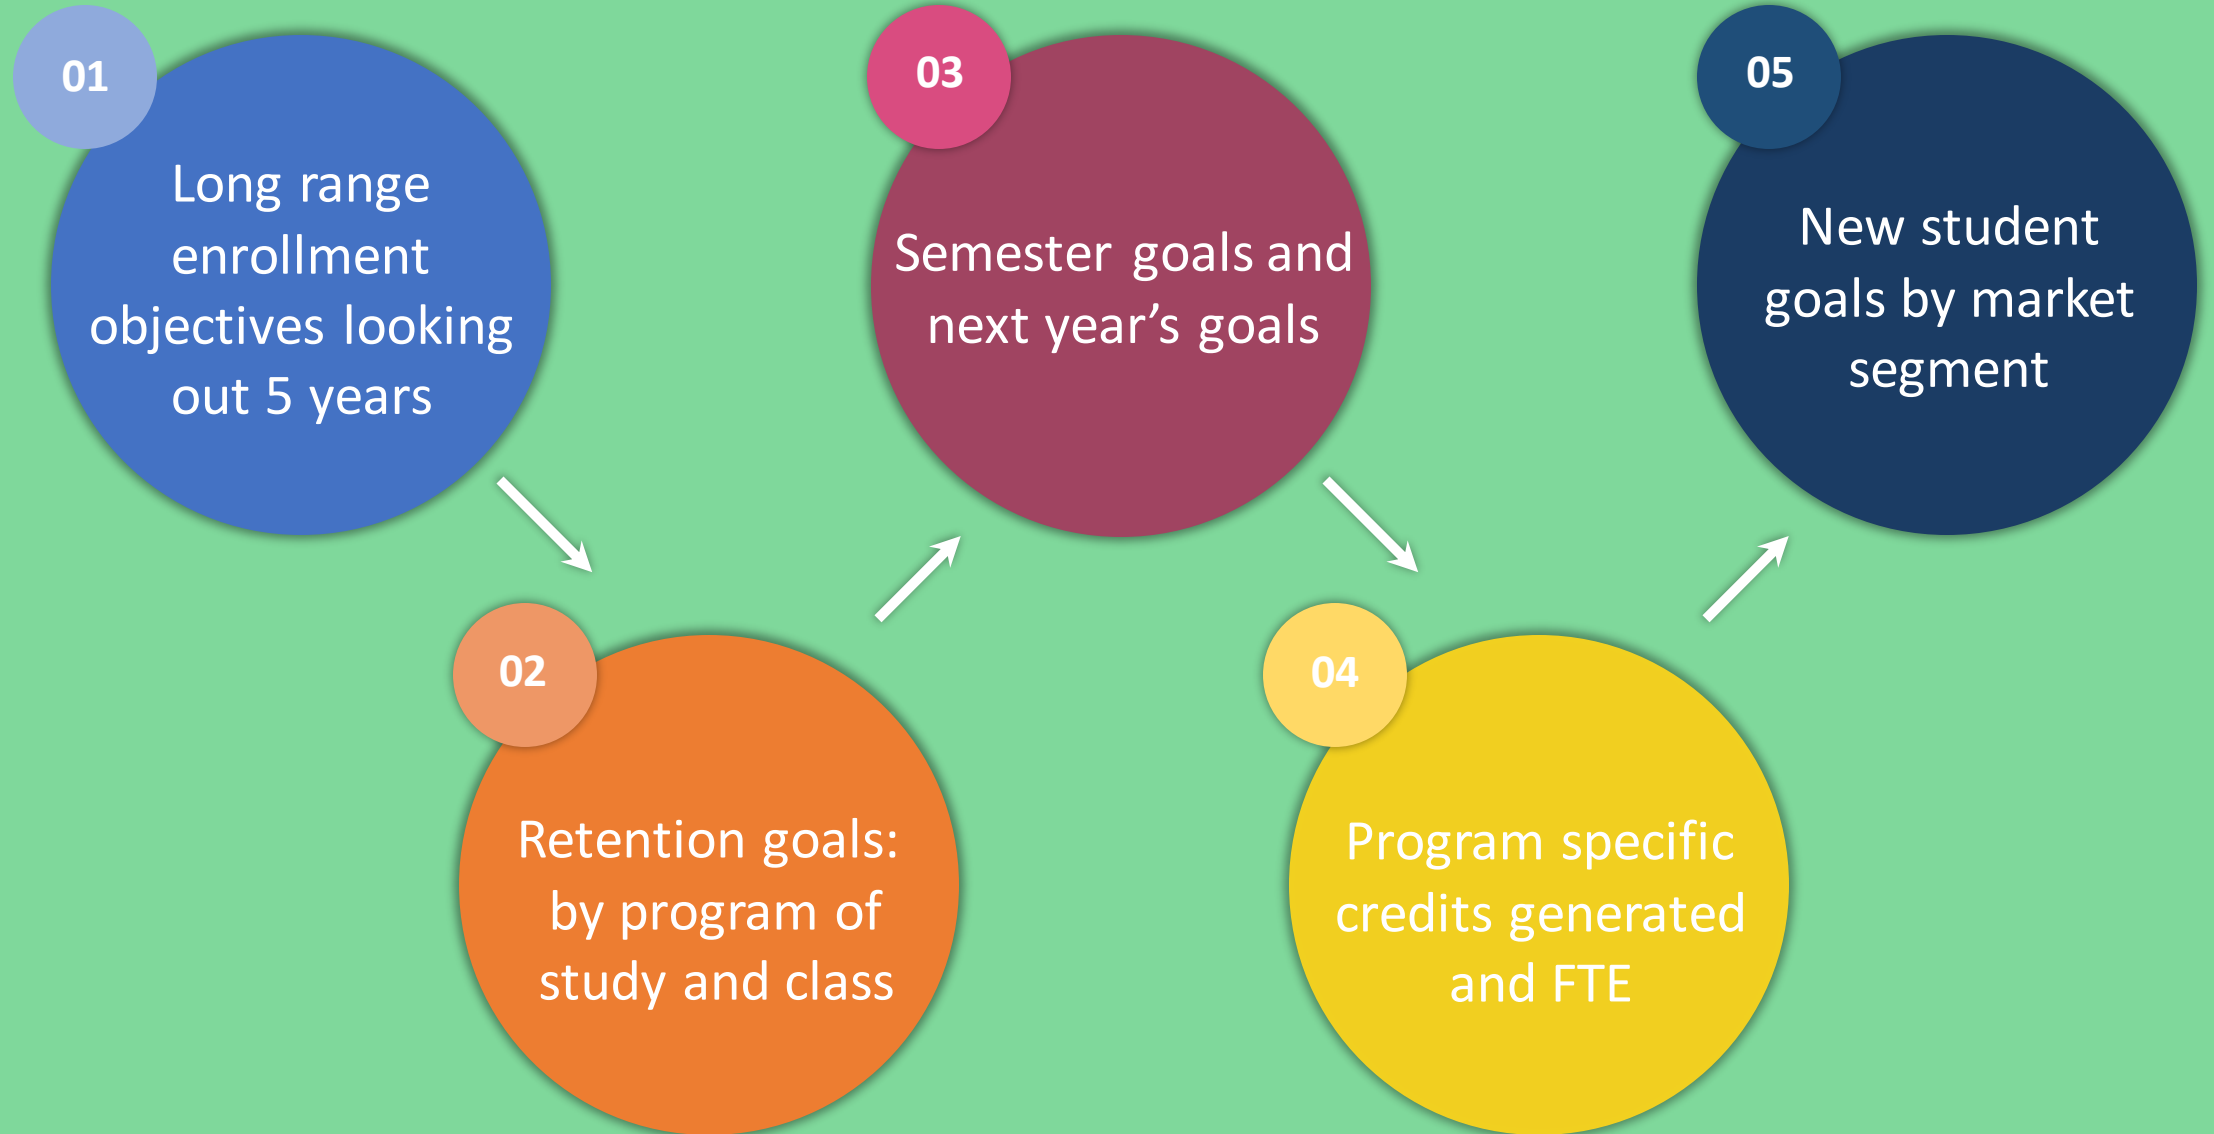 01
Long range
enrollment
objectives looking
out 5 years
02
Retention goals:
by program of
study and class
03
Semester goals and
next year’s goals
04
Program specific
credits generated
and FTE
05
New student
goals by market
segment